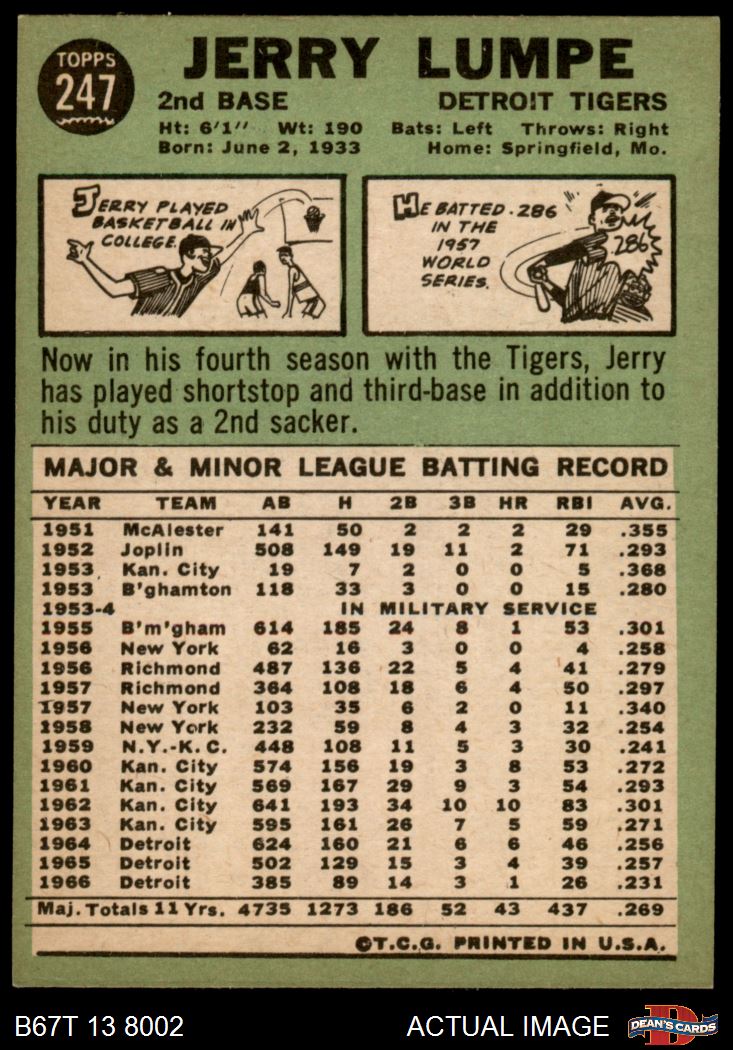 TOPPS
247
JERRY LUMPE
2nd BASE DETROIT TIGERS
Ht: 6'1" Wt: 190 Bats: Left Throws: Right
Born: June 2, 1933 Home: Springfield, Mo.
JERRY PLAYED
BASKETBALL IN
COLLEGE.
HE BATTED .286
IN THE
1957
WORLD
SERIES.
286
Now in his fourth season with the Tigers, Jerry
has played shortstop and third-base in addition to
his duty as a 2nd sacker.
MAJOR & MINOR LEAGUE BATTING RECORD
YEAR TEAM AB H 2B 3B HR RBI AVG.
1951 McAlester 141 50 2 2 2 29 .355
1952 Joplin 508 149 19 11 2 71 .293
1953 Kan. City 19 7 2 0 0 5 .368
1953 B'ghamton 118 33 3 0 0 15 .280
1953-4 IN MILITARY SERVICE
1955 B'm'gham 614 185 24 8 1 53 .301
1956 New York 62 16 3 0 0 4 .258
1956 Richmond 487 136 22 5 4 41 .279
1957 Richmond 364 108 18 6 4 50 .297
1957 New York 103 35 6 2 0 11 .340
1958 New York 232 59 8 4 3 32 .254
1959 N.Y.-K.C. 448 108 11 5 3 30 .241
1960 Kan. City 574 156 19 3 8 53 .272
1961 Kan. City 569 167 29 9 3 54 .293
1962 Kan. City 641 193 34 10 10 83 .301
1963 Kan. City 595 161 26 7 5 59 .271
1964 Detroit 624 160 21 6 6 46 .256
1965 Detroit 502 129 15 3 4 39 .257
1966 Detroit 385 89 14 3 1 26 .231
Maj. Totals 11 Yrs. 4735 1273 186 52 43 437 .269
©T.C.G. PRINTED IN U.S.A.
B67T 13 8002 ACTUAL IMAGE
DEAN'S CARDS